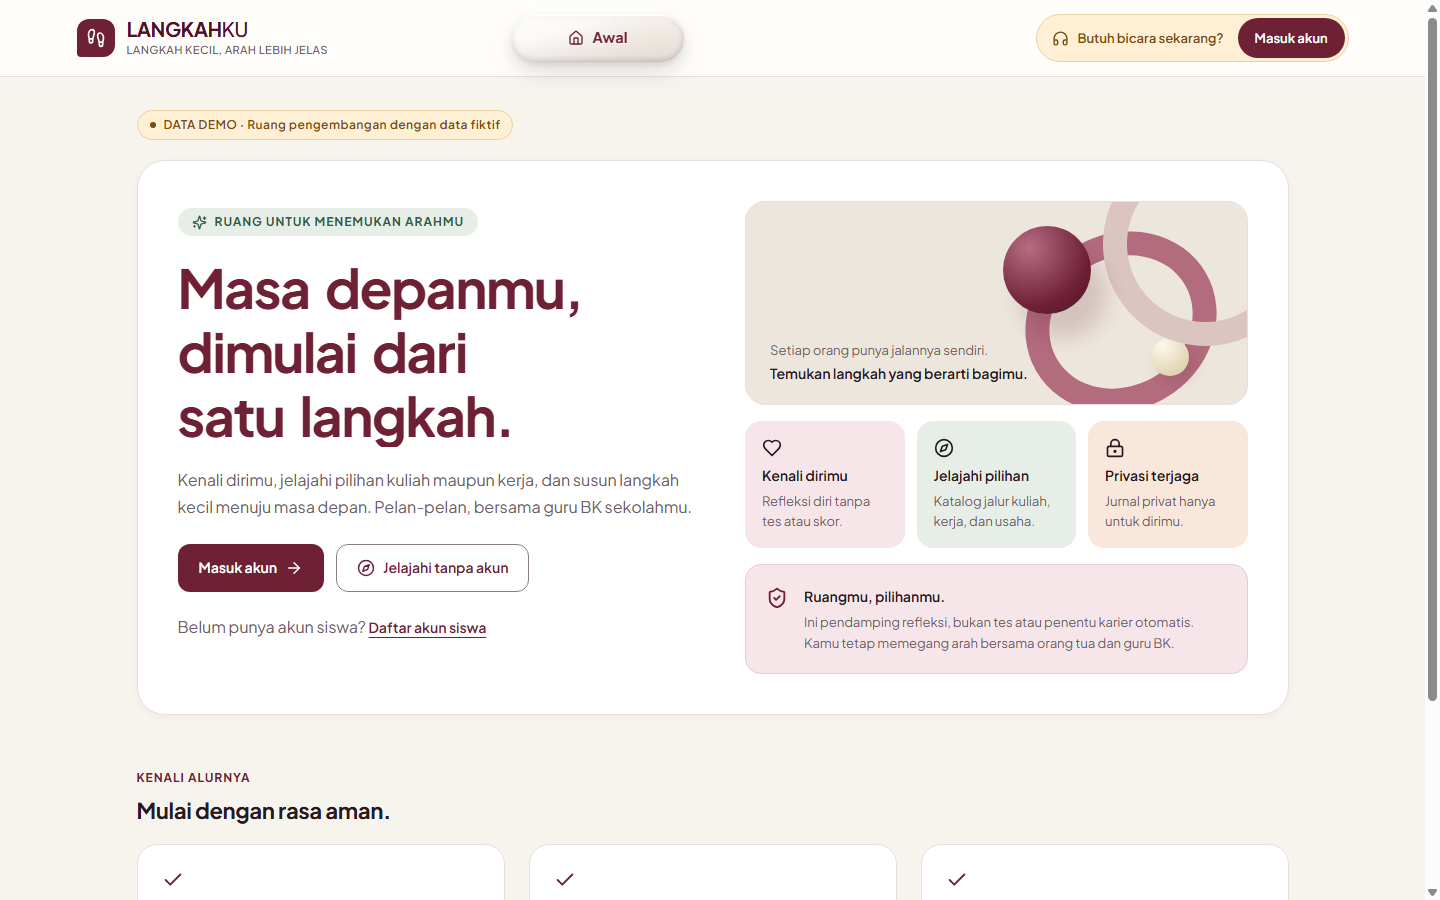 LANGKAHKU
LANGKAH KECIL, ARAH LEBIH JELAS
Awal
Butuh bicara sekarang?
Masuk akun
DATA DEMO · Ruang pengembangan dengan data fiktif
RUANG UNTUK MENEMUKAN ARAHMU
Masa depanmu,
dimulai dari
satu langkah.
Kenali dirimu, jelajahi pilihan kuliah maupun kerja, dan susun langkah
kecil menuju masa depan. Pelan-pelan, bersama guru BK sekolahmu.
Masuk akun
Jelajahi tanpa akun
Belum punya akun siswa? Daftar akun siswa
Setiap orang punya jalannya sendiri.
Temukan langkah yang berarti bagimu.
Kenali dirimu
Refleksi diri tanpa
tes atau skor.
Jelajahi pilihan
Katalog jalur kuliah,
kerja, dan usaha.
Privasi terjaga
Jurnal privat hanya
untuk dirimu.
Ruangmu, pilihanmu.
Ini pendamping refleksi, bukan tes atau penentu karier otomatis.
Kamu tetap memegang arah bersama orang tua dan guru BK.
KENALI ALURNYA
Mulai dengan rasa aman.